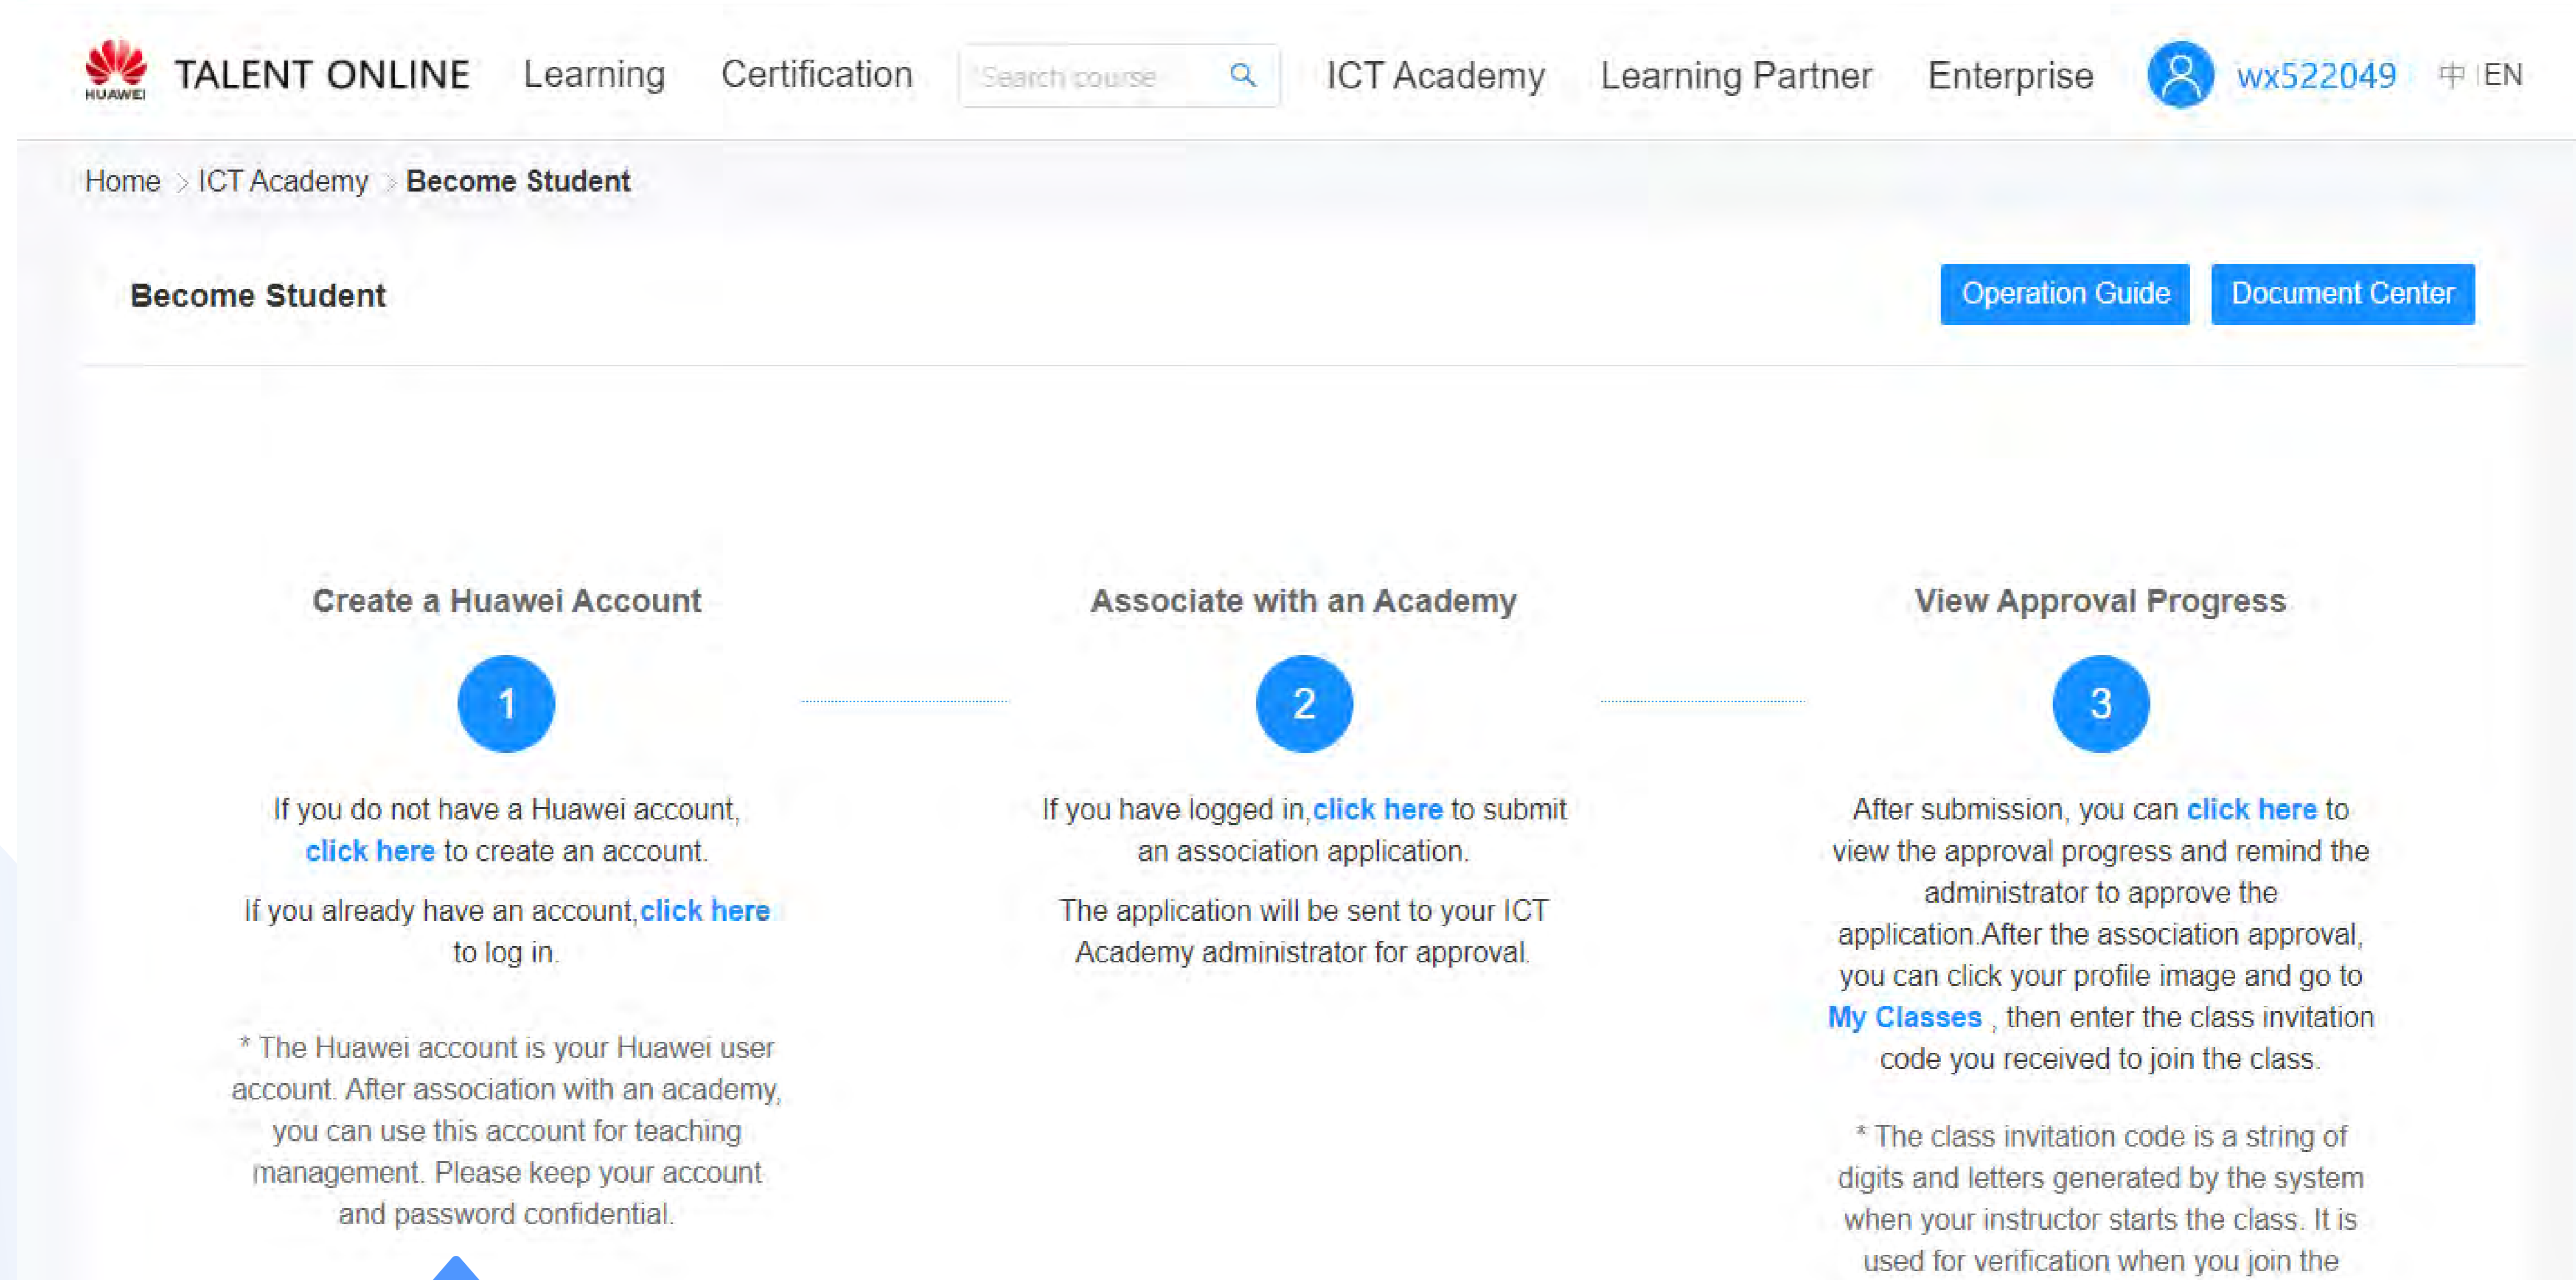 HUAWEI
TALENT ONLINE Learning Certification Search course ICT Academy Learning Partner Enterprise wx522049 中 | EN
Home > ICT Academy > Become Student
Become Student
Operation Guide Document Center
Create a Huawei Account
1
If you do not have a Huawei account,
click here to create an account.
If you already have an account,click here
to log in.
* The Huawei account is your Huawei user
account. After association with an academy,
you can use this account for teaching
management. Please keep your account
and password confidential.
Associate with an Academy
2
If you have logged in,click here to submit
an association application.
The application will be sent to your ICT
Academy administrator for approval.
View Approval Progress
3
After submission, you can click here to
view the approval progress and remind the
administrator to approve the
application.After the association approval,
you can click your profile image and go to
My Classes , then enter the class invitation
code you received to join the class.
* The class invitation code is a string of
digits and letters generated by the system
when your instructor starts the class. It is
used for verification when you join the